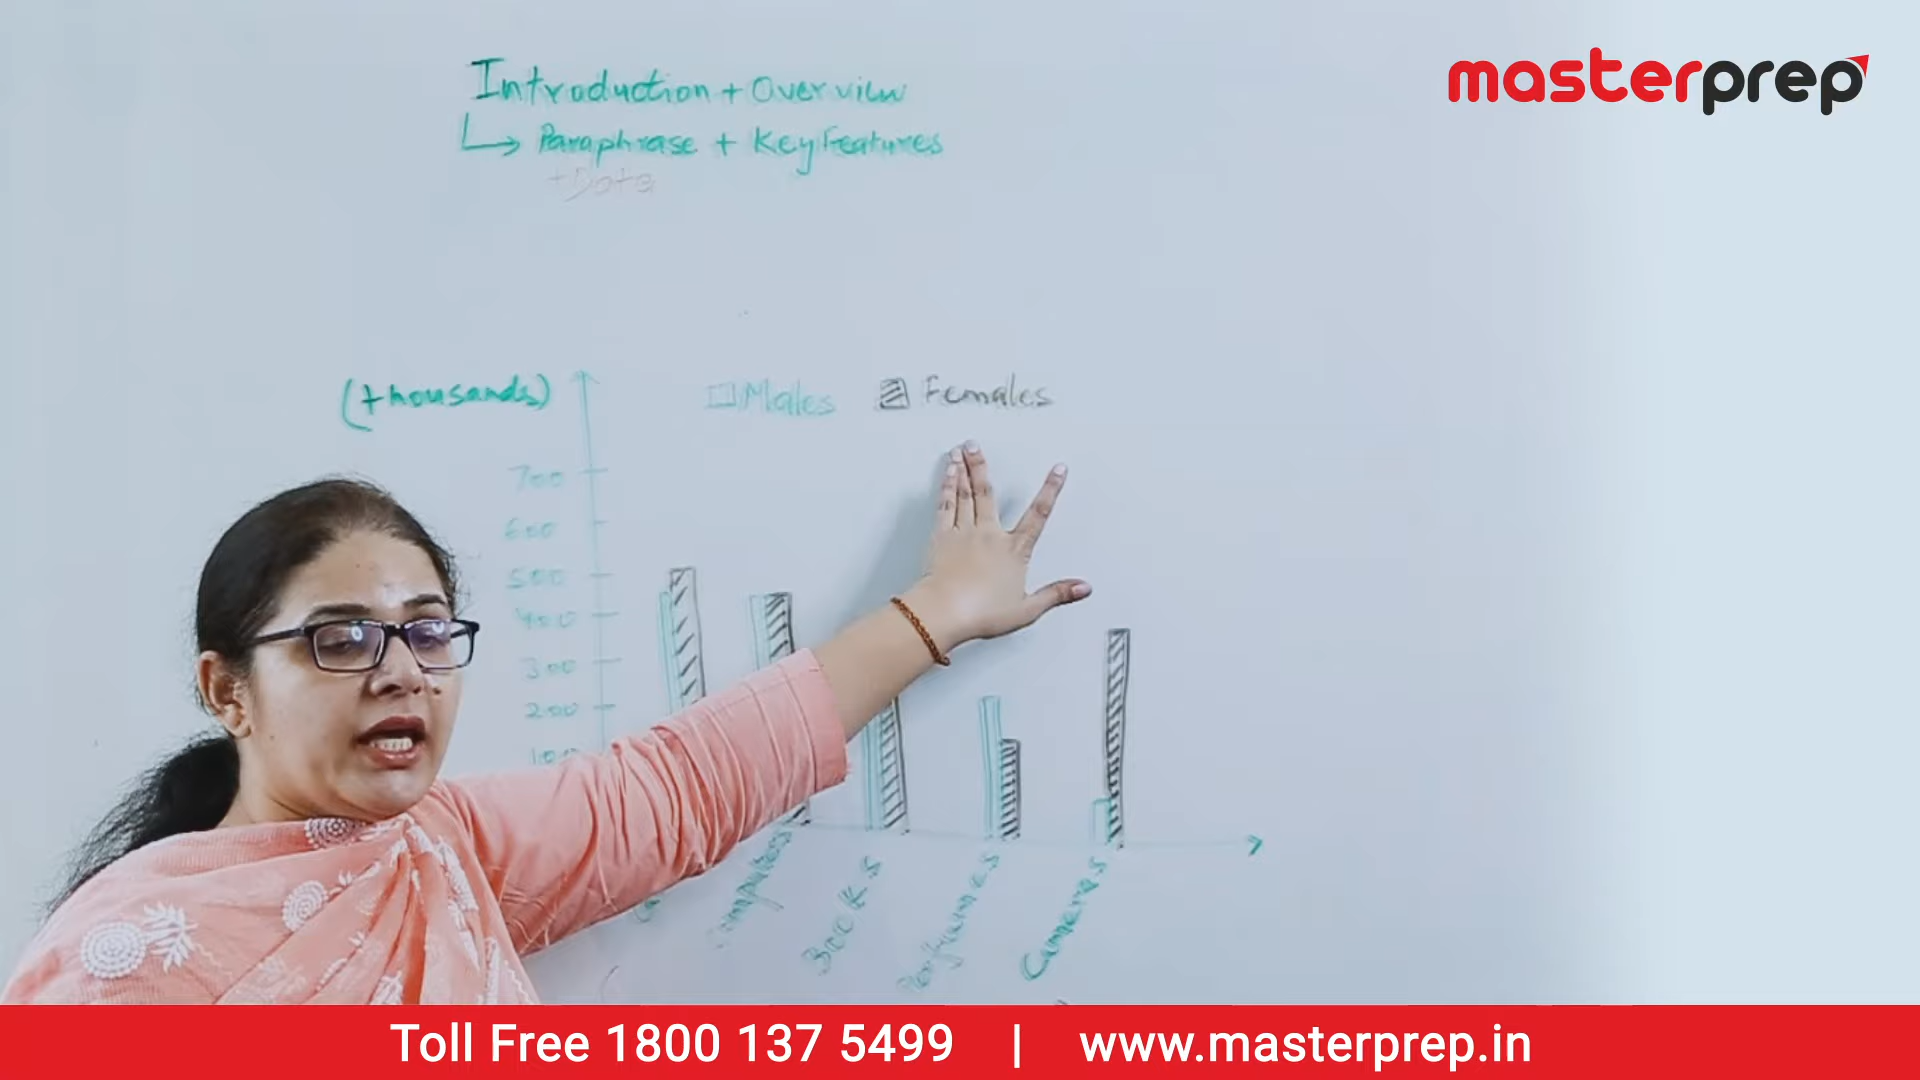 masterprep
Introduction + Overview
↳ Paraphrase + Key Features
+ Data
(thousands)
Males Females
700
600
500
400
300
200
Books
Perfumes
Cameras
Toll Free 1800 137 5499 | www.masterprep.in